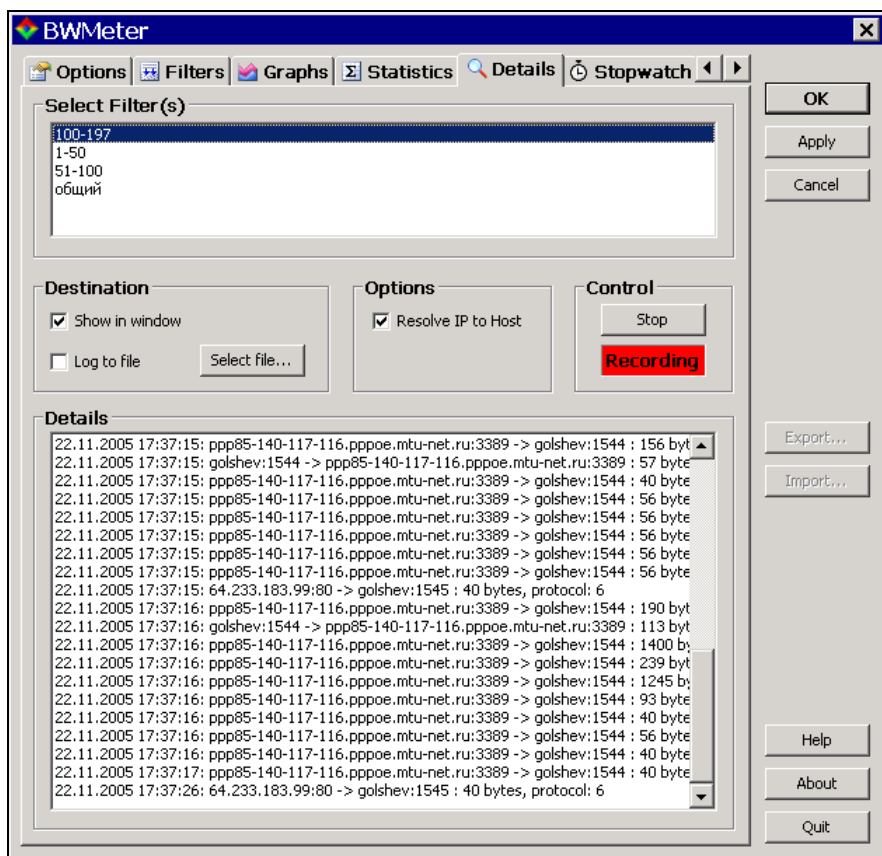 BWMeter
Options Filters Graphs Statistics Details Stopwatch
Select Filter(s)
100-197
1-50
51-100
общий
OK
Apply
Cancel
Destination
Show in window
Log to file Select file...
Options
Resolve IP to Host
Control
Stop
Recording
Export...
Import...
Details
22.11.2005 17:37:15: ppp85-140-117-116.pppoe.mtu-net.ru:3389 -> golshev:1544 : 156 byt
22.11.2005 17:37:15: golshev:1544 -> ppp85-140-117-116.pppoe.mtu-net.ru:3389 : 57 byte
22.11.2005 17:37:15: ppp85-140-117-116.pppoe.mtu-net.ru:3389 -> golshev:1544 : 40 byte
22.11.2005 17:37:15: ppp85-140-117-116.pppoe.mtu-net.ru:3389 -> golshev:1544 : 56 byte
22.11.2005 17:37:15: ppp85-140-117-116.pppoe.mtu-net.ru:3389 -> golshev:1544 : 56 byte
22.11.2005 17:37:15: ppp85-140-117-116.pppoe.mtu-net.ru:3389 -> golshev:1544 : 56 byte
22.11.2005 17:37:15: ppp85-140-117-116.pppoe.mtu-net.ru:3389 -> golshev:1544 : 56 byte
22.11.2005 17:37:15: ppp85-140-117-116.pppoe.mtu-net.ru:3389 -> golshev:1544 : 56 byte
22.11.2005 17:37:15: 64.233.183.99:80 -> golshev:1545 : 40 bytes, protocol: 6
22.11.2005 17:37:16: ppp85-140-117-116.pppoe.mtu-net.ru:3389 -> golshev:1544 : 190 byt
22.11.2005 17:37:16: golshev:1544 -> ppp85-140-117-116.pppoe.mtu-net.ru:3389 : 113 byt
22.11.2005 17:37:16: ppp85-140-117-116.pppoe.mtu-net.ru:3389 -> golshev:1544 : 1400 by
22.11.2005 17:37:16: ppp85-140-117-116.pppoe.mtu-net.ru:3389 -> golshev:1544 : 239 byt
22.11.2005 17:37:16: ppp85-140-117-116.pppoe.mtu-net.ru:3389 -> golshev:1544 : 1245 by
22.11.2005 17:37:16: ppp85-140-117-116.pppoe.mtu-net.ru:3389 -> golshev:1544 : 93 byte
22.11.2005 17:37:16: ppp85-140-117-116.pppoe.mtu-net.ru:3389 -> golshev:1544 : 40 byte
22.11.2005 17:37:16: ppp85-140-117-116.pppoe.mtu-net.ru:3389 -> golshev:1544 : 56 byte
22.11.2005 17:37:16: ppp85-140-117-116.pppoe.mtu-net.ru:3389 -> golshev:1544 : 40 byte
22.11.2005 17:37:17: ppp85-140-117-116.pppoe.mtu-net.ru:3389 -> golshev:1544 : 40 byte
22.11.2005 17:37:26: 64.233.183.99:80 -> golshev:1545 : 40 bytes, protocol: 6
Help
About
Quit